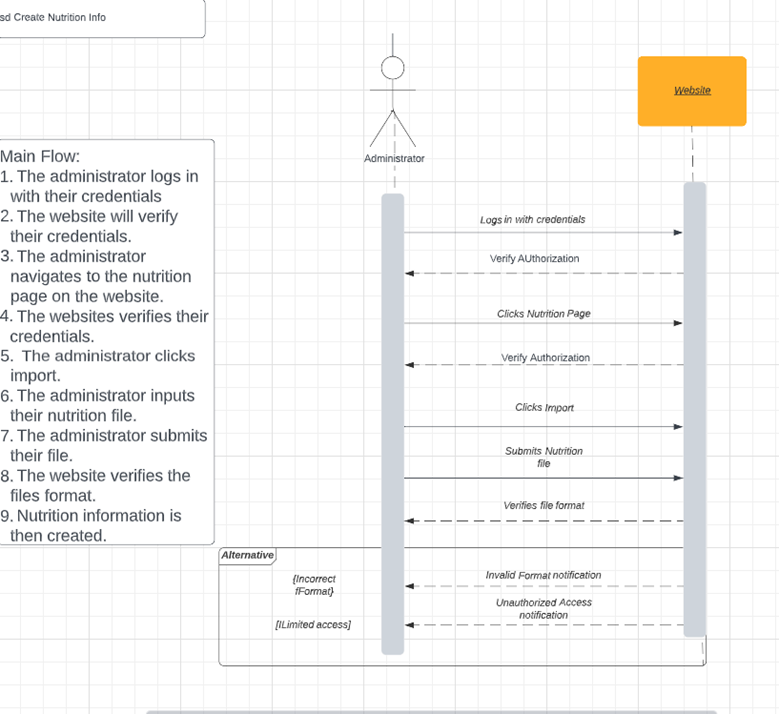 sd Create Nutrition Info
Website
Administrator
Main Flow:
1. The administrator logs in
with their credentials
2. The website will verify
their credentials.
3. The administrator
navigates to the nutrition
page on the website.
4. The websites verifies their
credentials.
5. The administrator clicks
import.
6. The administrator inputs
their nutrition file.
7. The administrator submits
their file.
8. The website verifies the
files format.
9. Nutrition information is
then created.
Logs in with credentials
Verify AUthorization
Clicks Nutrition Page
Verify Authorization
Clicks Import
Submits Nutrition
file
Verifies file format
Alternative
{Incorrect
fFormat}
Invalid Format notification
Unauthorized Access
notification
[lLimited access]